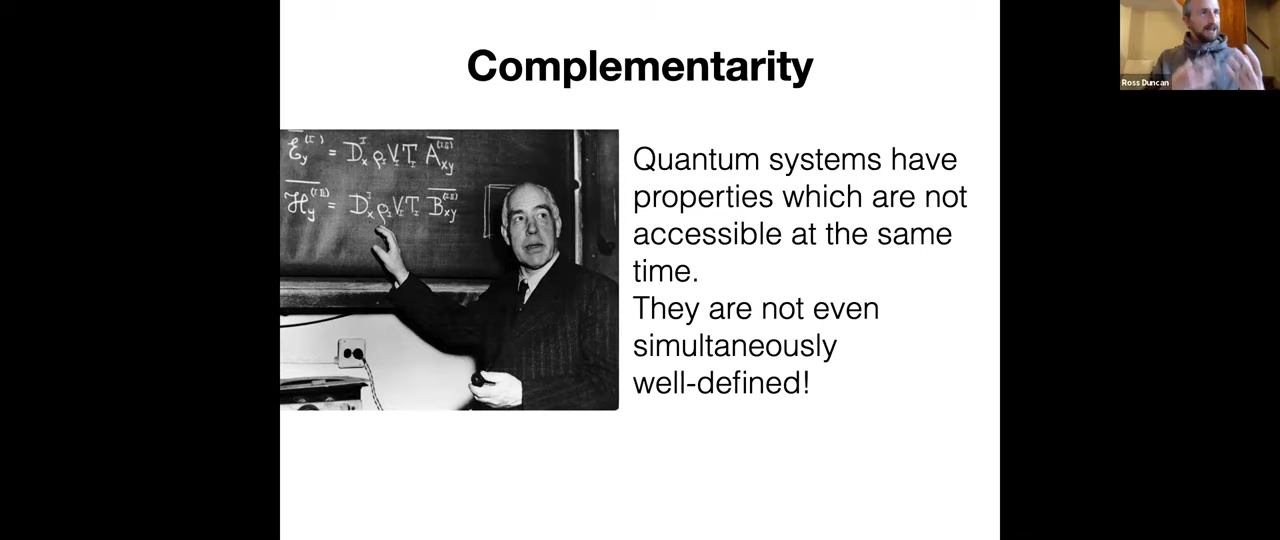 Complementarity
Ross Duncan
Quantum systems have
properties which are not
accessible at the same
time.
They are not even
simultaneously
well-defined!